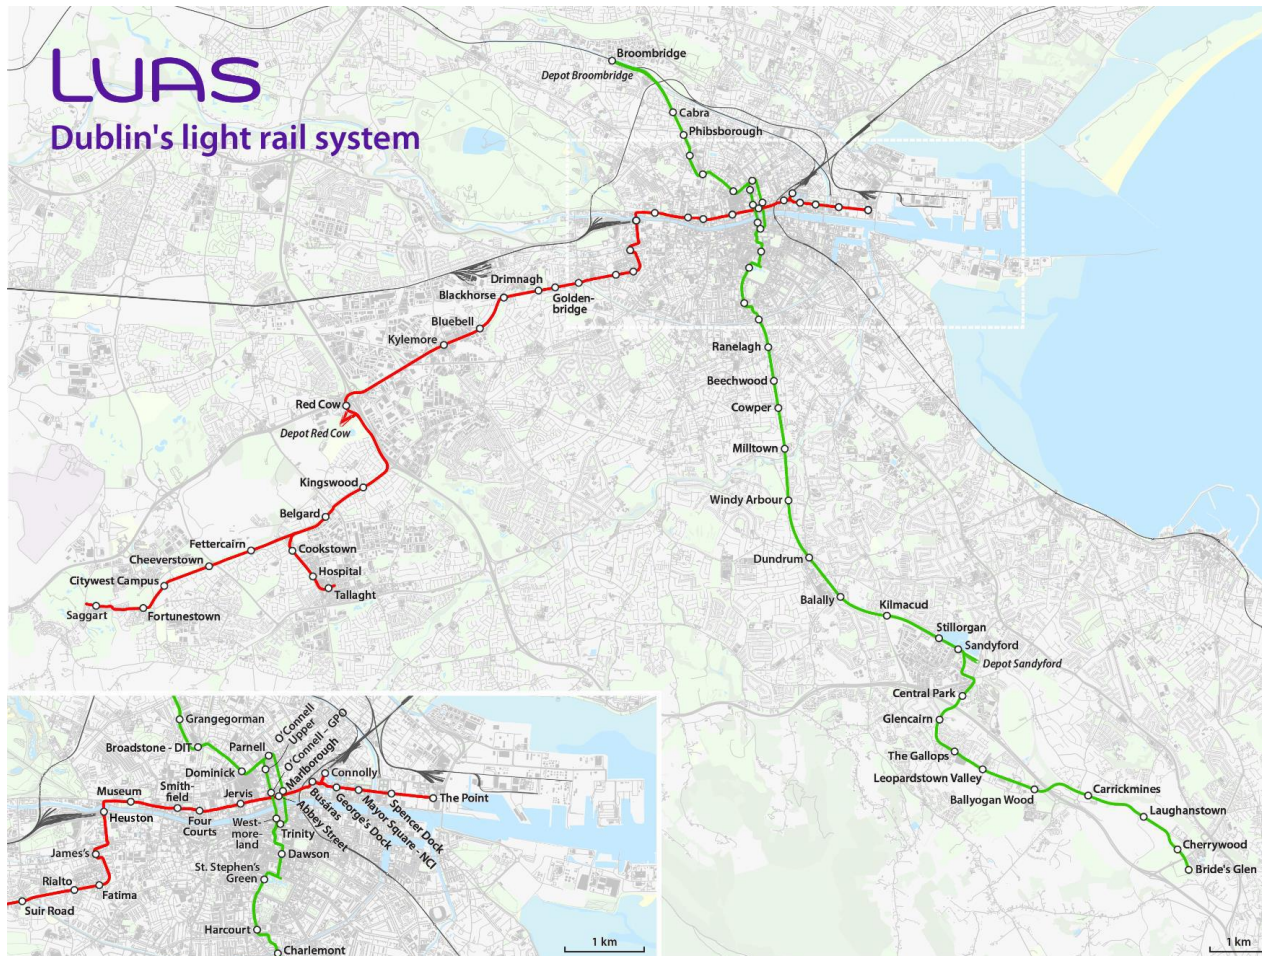 LUAS
Dublin's light rail system
Broombridge
Depot Broombridge
Cabra
Phibsborough
Drimnagh
Blackhorse
Golden-
bridge
Bluebell
Kylemore
Ranelagh
Beechwood
Red Cow
Cowper
Depot Red Cow
Milltown
Kingswood
Windy Arbour
Belgard
Fettercairn
Cookstown
Cheeverstown
Dundrum
Hospital
Citywest Campus
Tallaght
Saggart
Fortunestown
Balally
Kilmacud
Stillorgan
Sandyford
Depot Sandyford
Central Park
Glencairn
The Gallops
Leopardstown Valley
Ballyogan Wood
Carrickmines
Laughanstown
Cherrywood
Bride's Glen
1 km
Grangegorman
Broadstone - DIT
Parnell
O'Connell
Upper
O'Connell - GPO
Marlborough
Dominick
Connolly
Museum
Smith-
field
Jervis
The Point
Heuston
Four
Courts
West-
more-
land
Busáras
George's Dock
Mayor Square - NCI
Spencer Dock
Abbey Street
Trinity
James's
Dawson
St. Stephen's
Green
Rialto
Fatima
Suir Road
Harcourt
Charlemont
1 km